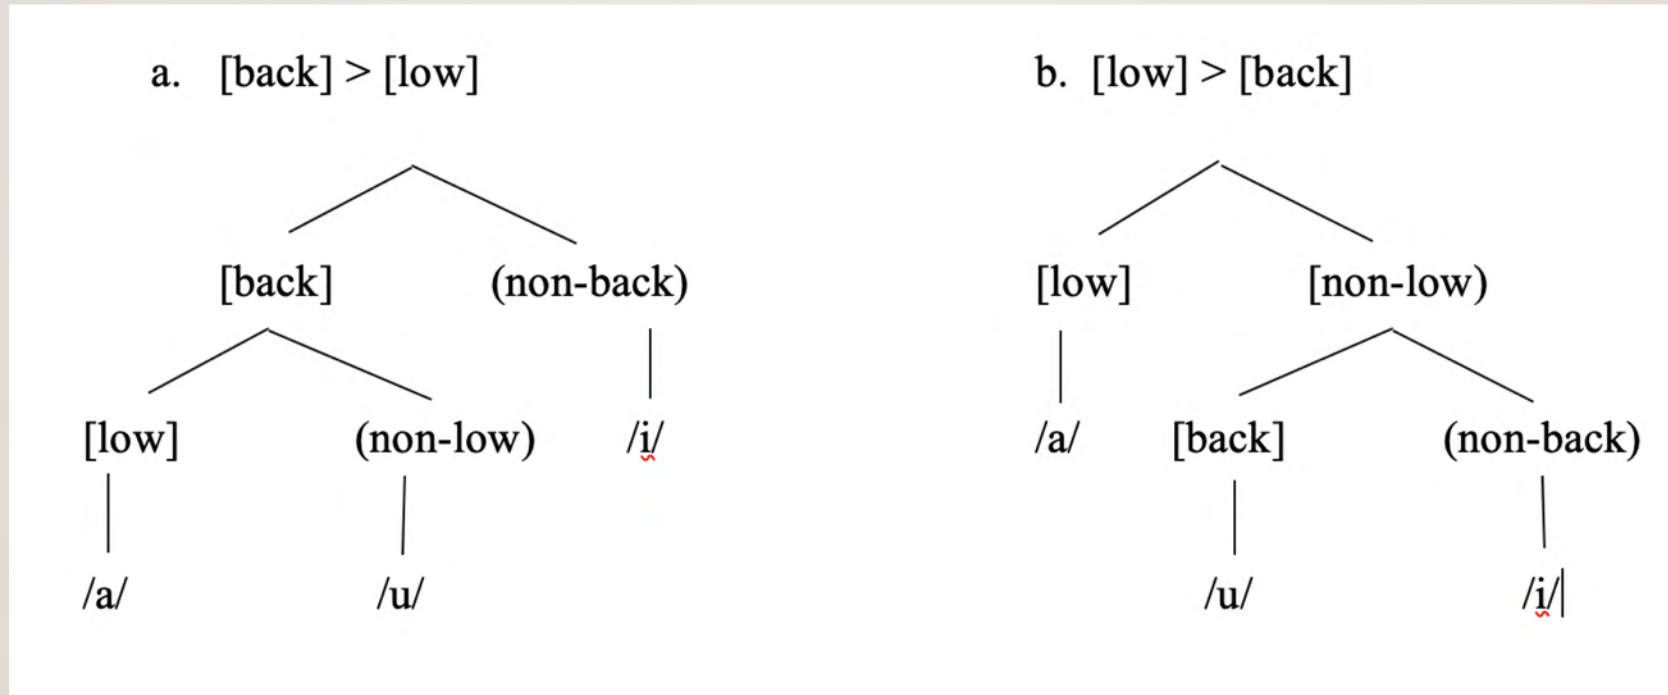 a. [back] > [low]
b. [low] > [back]
[back] (non-back)
[low] [non-low)
[low] (non-low) /i/
/a/ [back] (non-back)
/a/ /u/
/u/ /i/